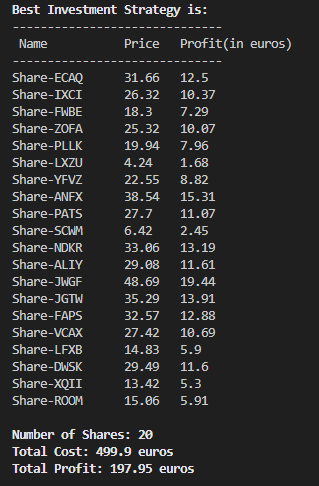 Best Investment Strategy is:
------------------------------
Name Price Profit(in euros)
------------------------------
Share-ECAQ 31.66 12.5
Share-IXCI 26.32 10.37
Share-FWBE 18.3 7.29
Share-ZOFA 25.32 10.07
Share-PLLK 19.94 7.96
Share-LXZU 4.24 1.68
Share-YFVZ 22.55 8.82
Share-ANFX 38.54 15.31
Share-PATS 27.7 11.07
Share-SCWM 6.42 2.45
Share-NDKR 33.06 13.19
Share-ALIY 29.08 11.61
Share-JWGF 48.69 19.44
Share-JGTW 35.29 13.91
Share-FAPS 32.57 12.88
Share-VCAX 27.42 10.69
Share-LFXB 14.83 5.9
Share-DWSK 29.49 11.6
Share-XQII 13.42 5.3
Share-ROOM 15.06 5.91
Number of Shares: 20
Total Cost: 499.9 euros
Total Profit: 197.95 euros